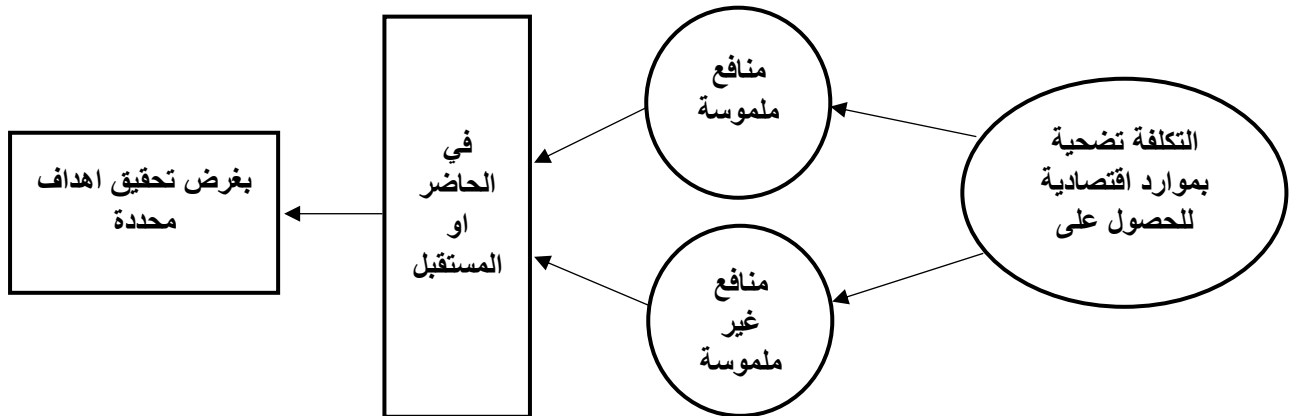 التكلفة تضحية
بموارد اقتصادية
للحصول على
منافع
ملموسة
منافع
غير
ملموسة
في
الحاضر
او
المستقبل
بغرض تحقيق اهداف
محددة